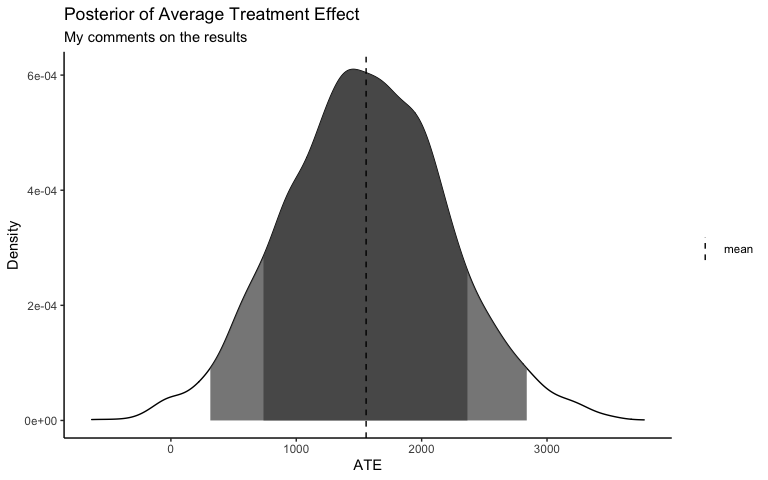 Posterior of Average Treatment Effect
My comments on the results
6e-04
4e-04
2e-04
0e+00
Density
mean
0
1000
2000
3000
ATE